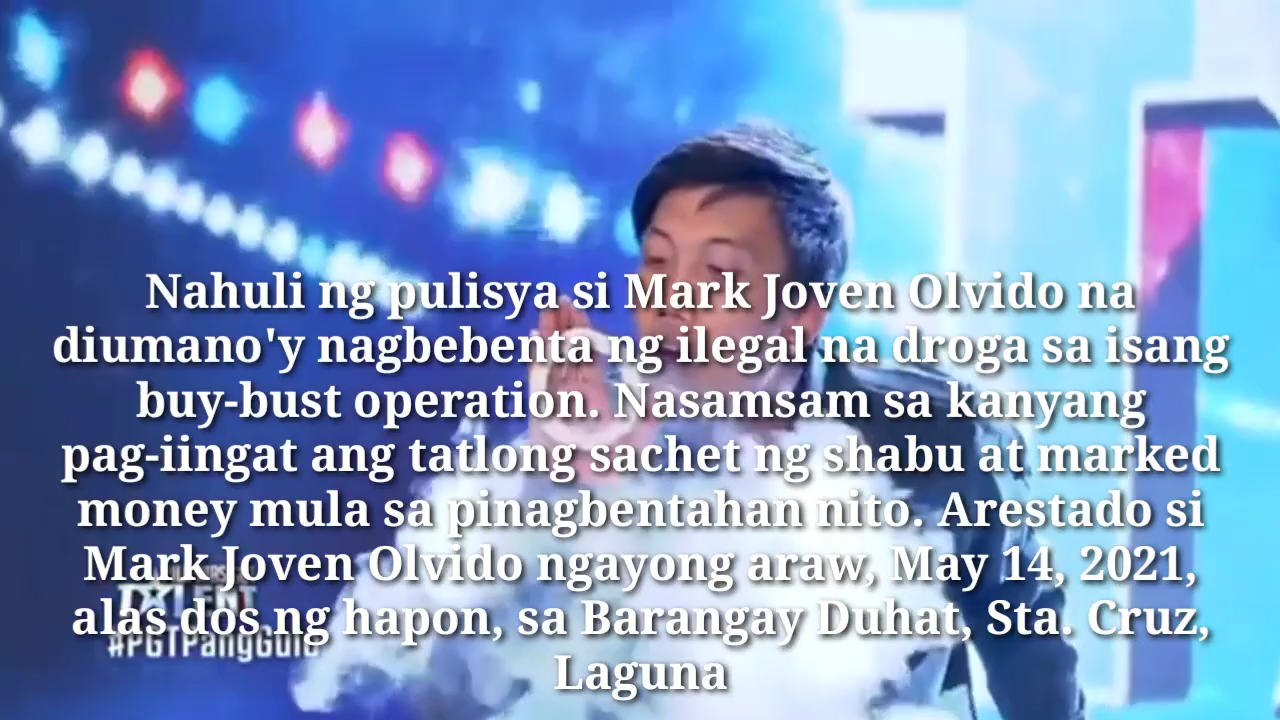 Nahuli ng pulisya si Mark Joven Olvido na
diumano'y nagbebenta ng ilegal na droga sa isang
buy-bust operation. Nasamsam sa kanyang
pag-iingat ang tatlong sachet ng shabu at marked
money mula sa pinagbentahan nito. Arestado si
Mark Joven Olvido ngayong araw, May 14, 2021,
alas dos ng hapon, sa Barangay Duhat, Sta. Cruz,
Laguna
TALENT